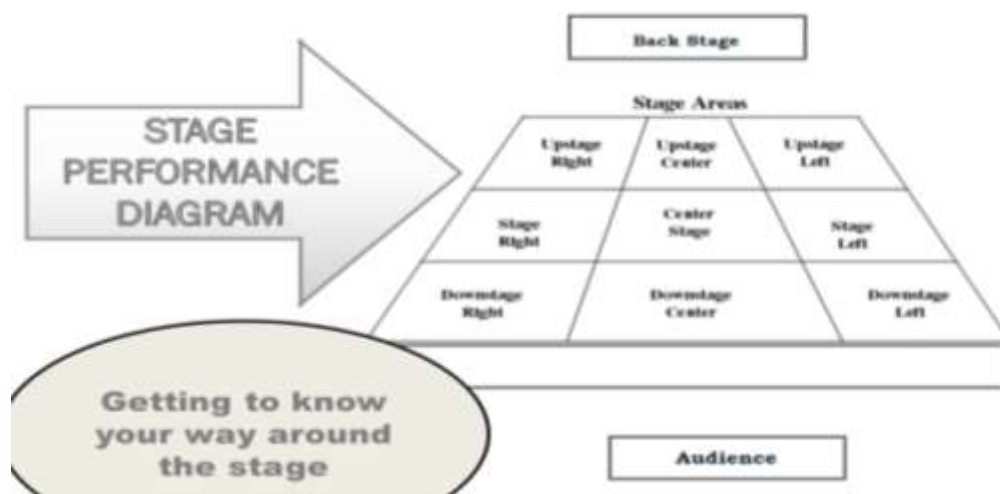 Back Stage
STAGE
PERFORMANCE
DIAGRAM
Stage Areas
Upstage
Right
Upstage
Center
Upstage
Left
Stage
Right
Center
Stage
Stage
Left
Downstage
Right
Downstage
Center
Downstage
Left
Getting to know
your way around
the stage
Audience